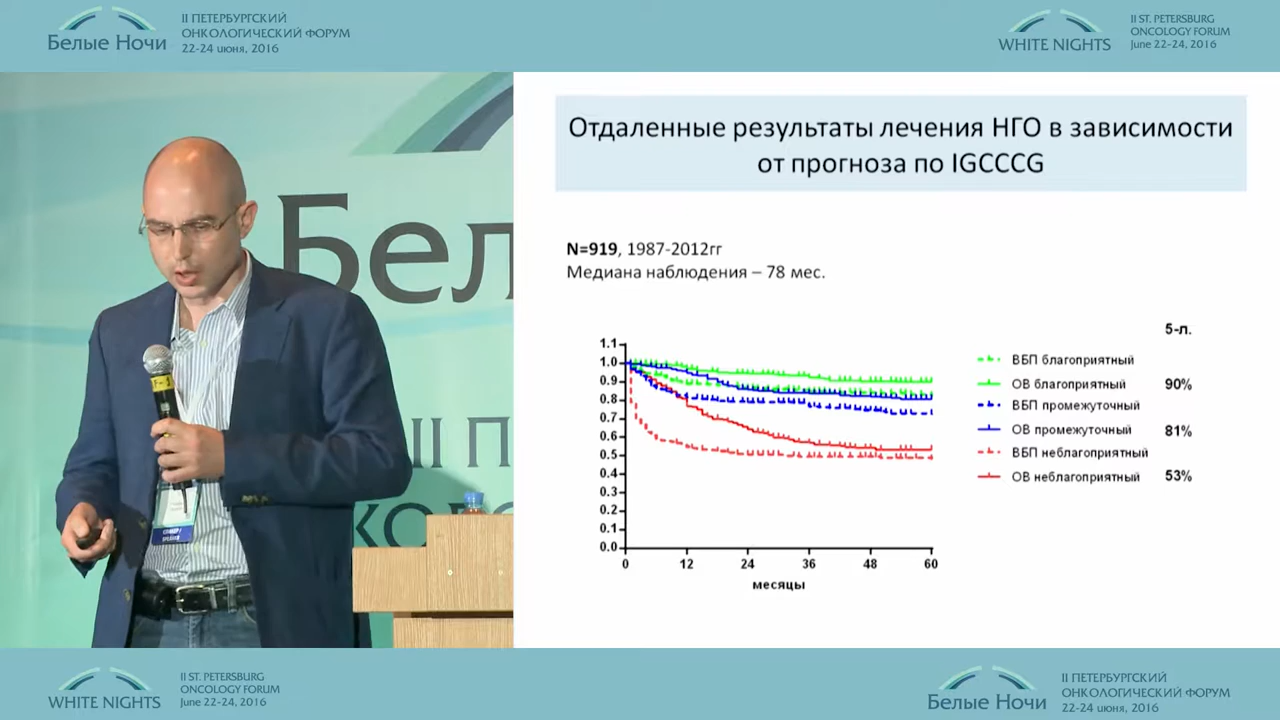 Белые Ночи
II ПЕТЕРБУРГСКИЙ
ОНКОЛОГИЧЕСКИЙ ФОРУМ
22-24 июня, 2016
WHITE NIGHTS
II ST. PETERSBURG
ONCOLOGY FORUM
June 22-24, 2016
Бел
Ш П
КОЛО
Отдаленные результаты лечения НГО в зависимости
от прогноза по IGCCCG
N=919, 1987-2012гг
Медиана наблюдения – 78 мес.
5-л.
1.1
1.0
0.9
0.8
0.7
0.6
0.5
0.4
0.3
0.2
0.1
0.0
0 12 24 36 48 60
месяцы
ВБП благоприятный
ОВ благоприятный 90%
ВБП промежуточный
ОВ промежуточный 81%
ВБП неблагоприятный
ОВ неблагоприятный 53%
WHITE NIGHTS
II ST. PETERSBURG
ONCOLOGY FORUM
June 22-24, 2016
Белые Ночи
II ПЕТЕРБУРГСКИЙ
ОНКОЛОГИЧЕСКИЙ ФОРУМ
22-24 июня, 2016